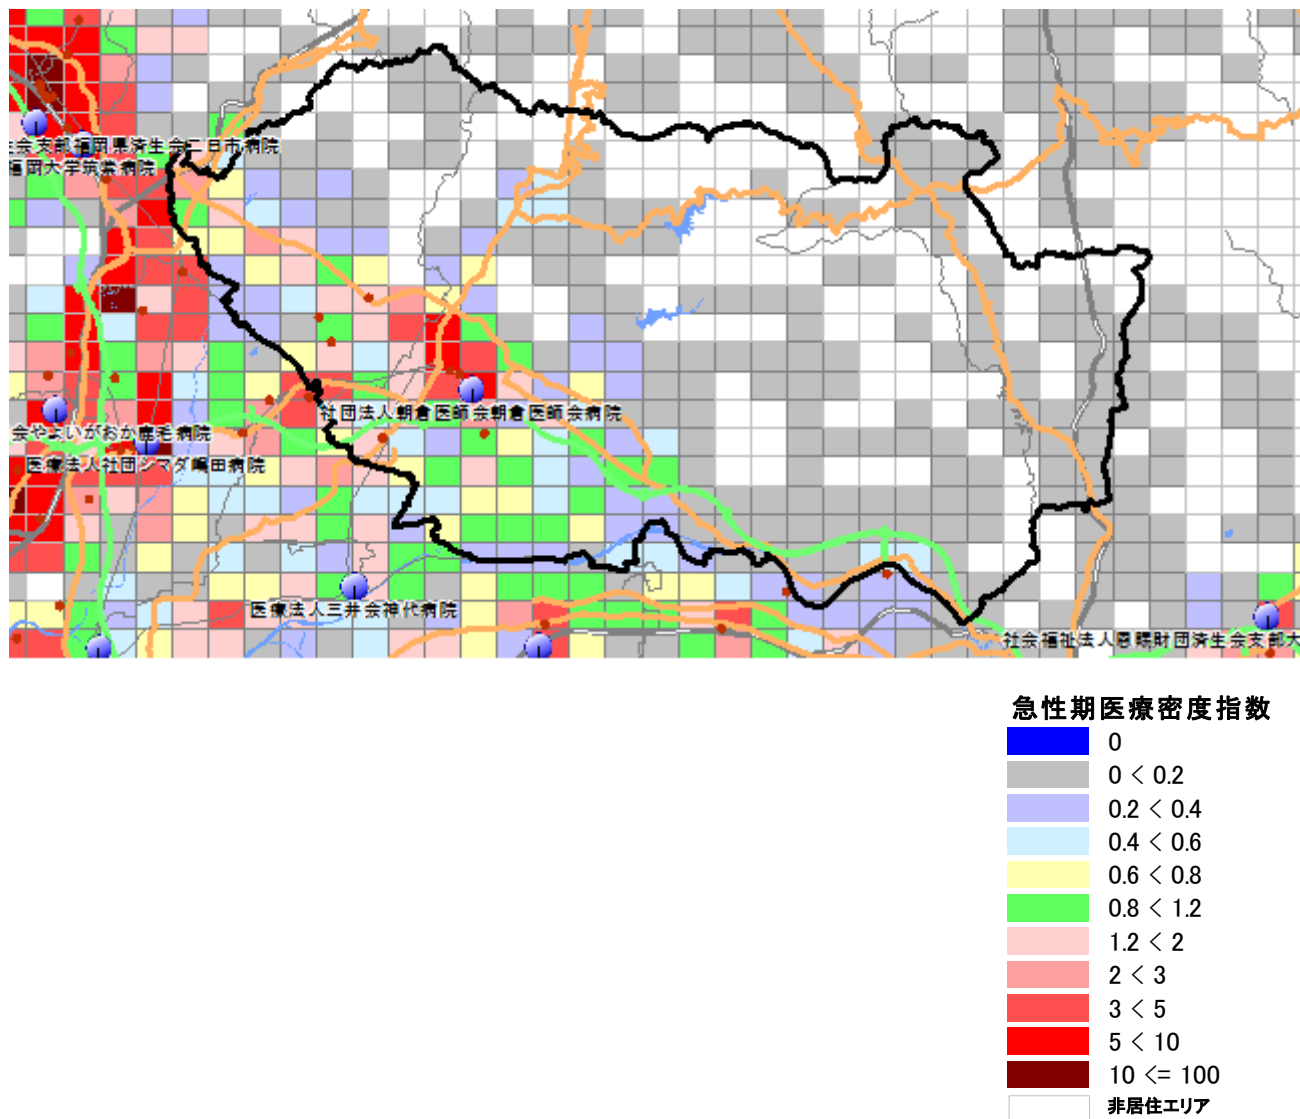 生会支部福岡県済生会二日市病院
福岡大学筑紫病院
社団法人朝倉医師会朝倉医師会病院
会やよいがおか鹿毛病院
医療法人社団シマダ嶋田病院
医療法人三井会神代病院
社会福祉法人恩賜財団済生会支部大
急性期医療密度指数
0
0 < 0.2
0.2 < 0.4
0.4 < 0.6
0.6 < 0.8
0.8 < 1.2
1.2 < 2
2 < 3
3 < 5
5 < 10
10 <= 100
非居住エリア